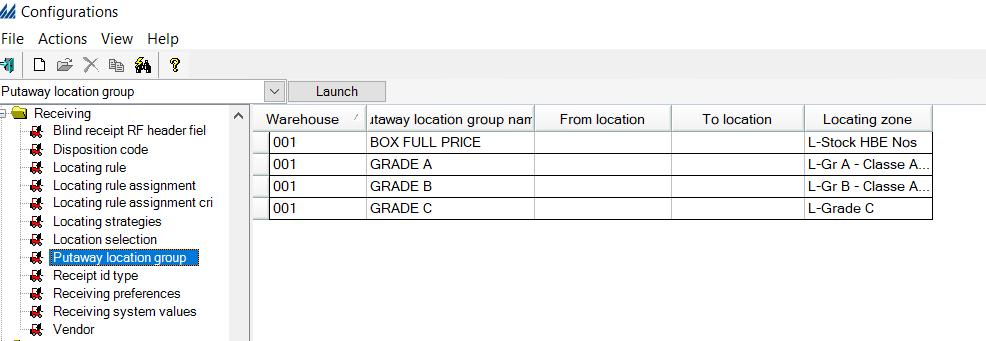 Configurations
File Actions View Help
Putaway location group Launch
Receiving
Blind receipt RF header fiel
Disposition code
Locating rule
Locating rule assignment
Locating rule assignment cri
Locating strategies
Location selection
Putaway location group
Receipt id type
Receiving preferences
Receiving system values
Vendor
Warehouse utaway location group nam From location To location Locating zone
001 BOX FULL PRICE L-Stock HBE Nos
001 GRADE A L-Gr A - Classe A...
001 GRADE B L-Gr B - Classe A...
001 GRADE C L-Grade C